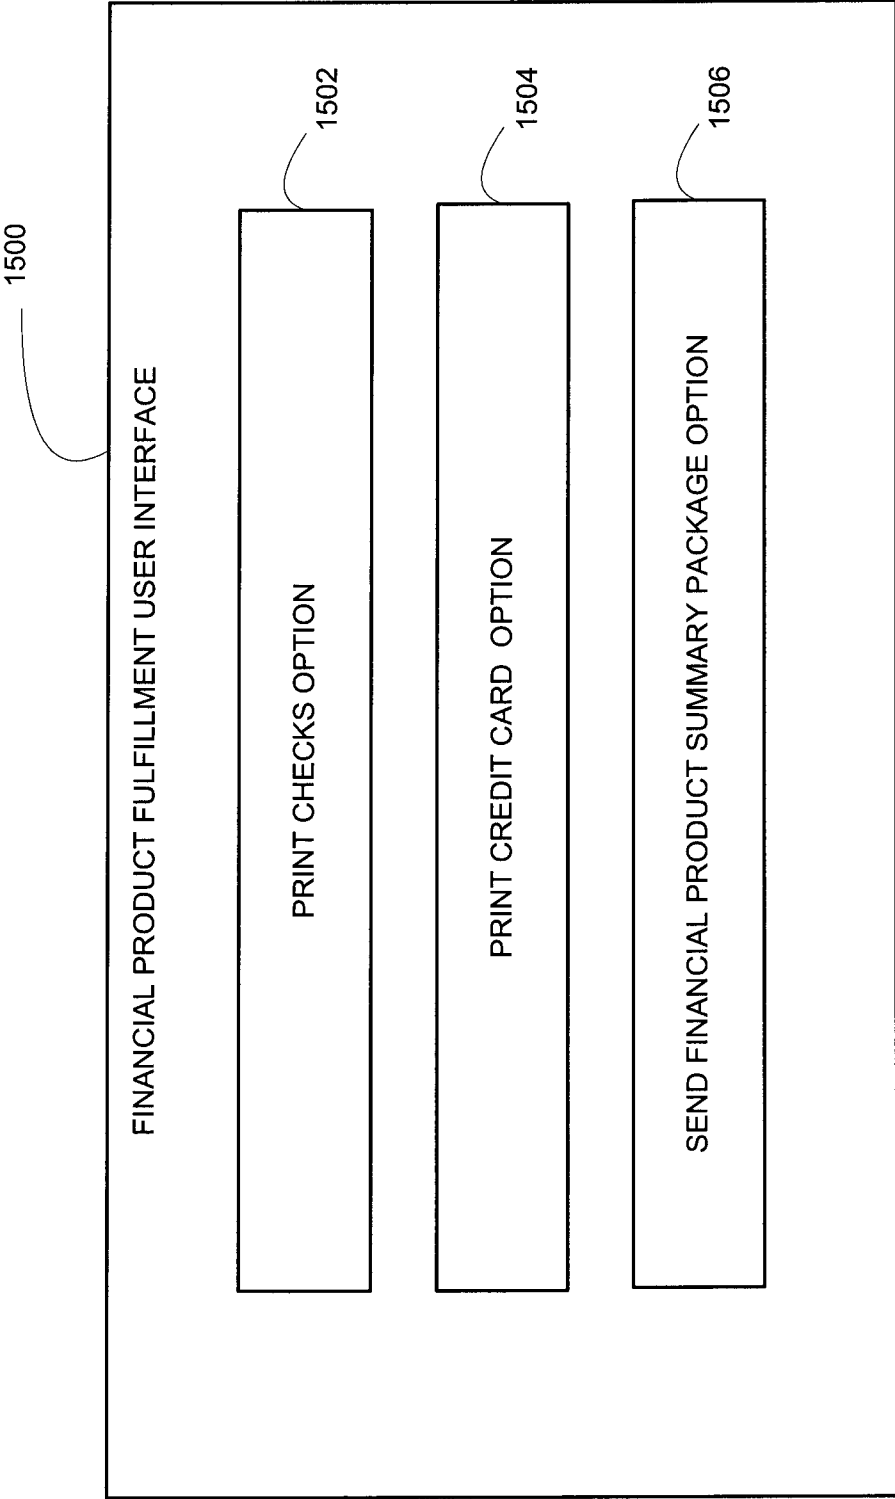 1500
FINANCIAL PRODUCT FULFILLMENT USER INTERFACE
1502
PRINT CHECKS OPTION
1504
PRINT CREDIT CARD OPTION
1506
SEND FINANCIAL PRODUCT SUMMARY PACKAGE OPTION